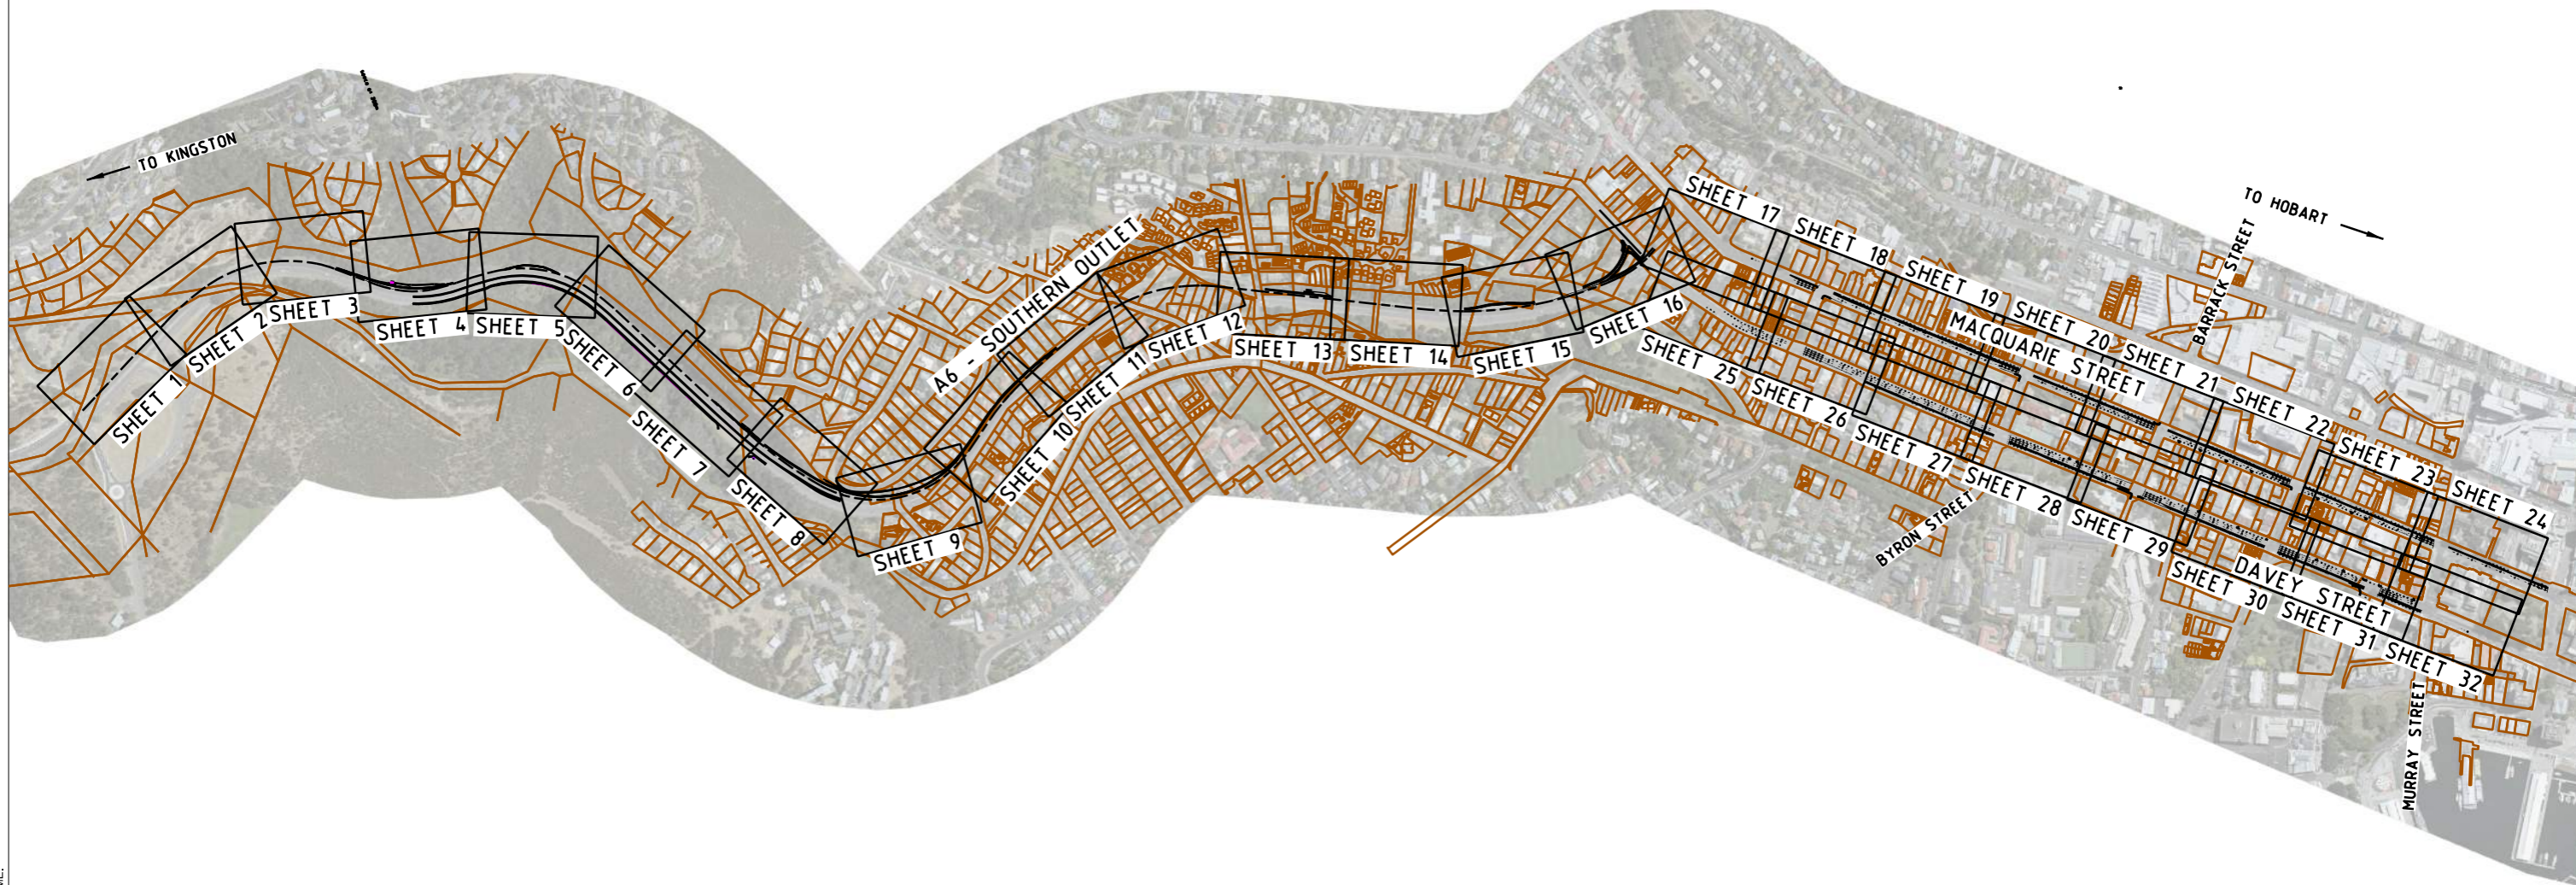 TO KINGSTON
TO HOBART
SHEET 1
SHEET 2
SHEET 3
SHEET 4
SHEET 5
SHEET 6
SHEET 7
SHEET 8
SHEET 9
A6 - SOUTHERN OUTLET
SHEET 10
SHEET 11
SHEET 12
SHEET 13
SHEET 14
SHEET 15
SHEET 16
SHEET 17
SHEET 18
SHEET 19
SHEET 20
SHEET 21
SHEET 22
SHEET 23
SHEET 24
MACQUARIE STREET
BARRACK STREET
SHEET 25
SHEET 26
SHEET 27
SHEET 28
SHEET 29
SHEET 30
SHEET 31
SHEET 32
BYRON STREET
DAVEY STREET
MURRAY STREET